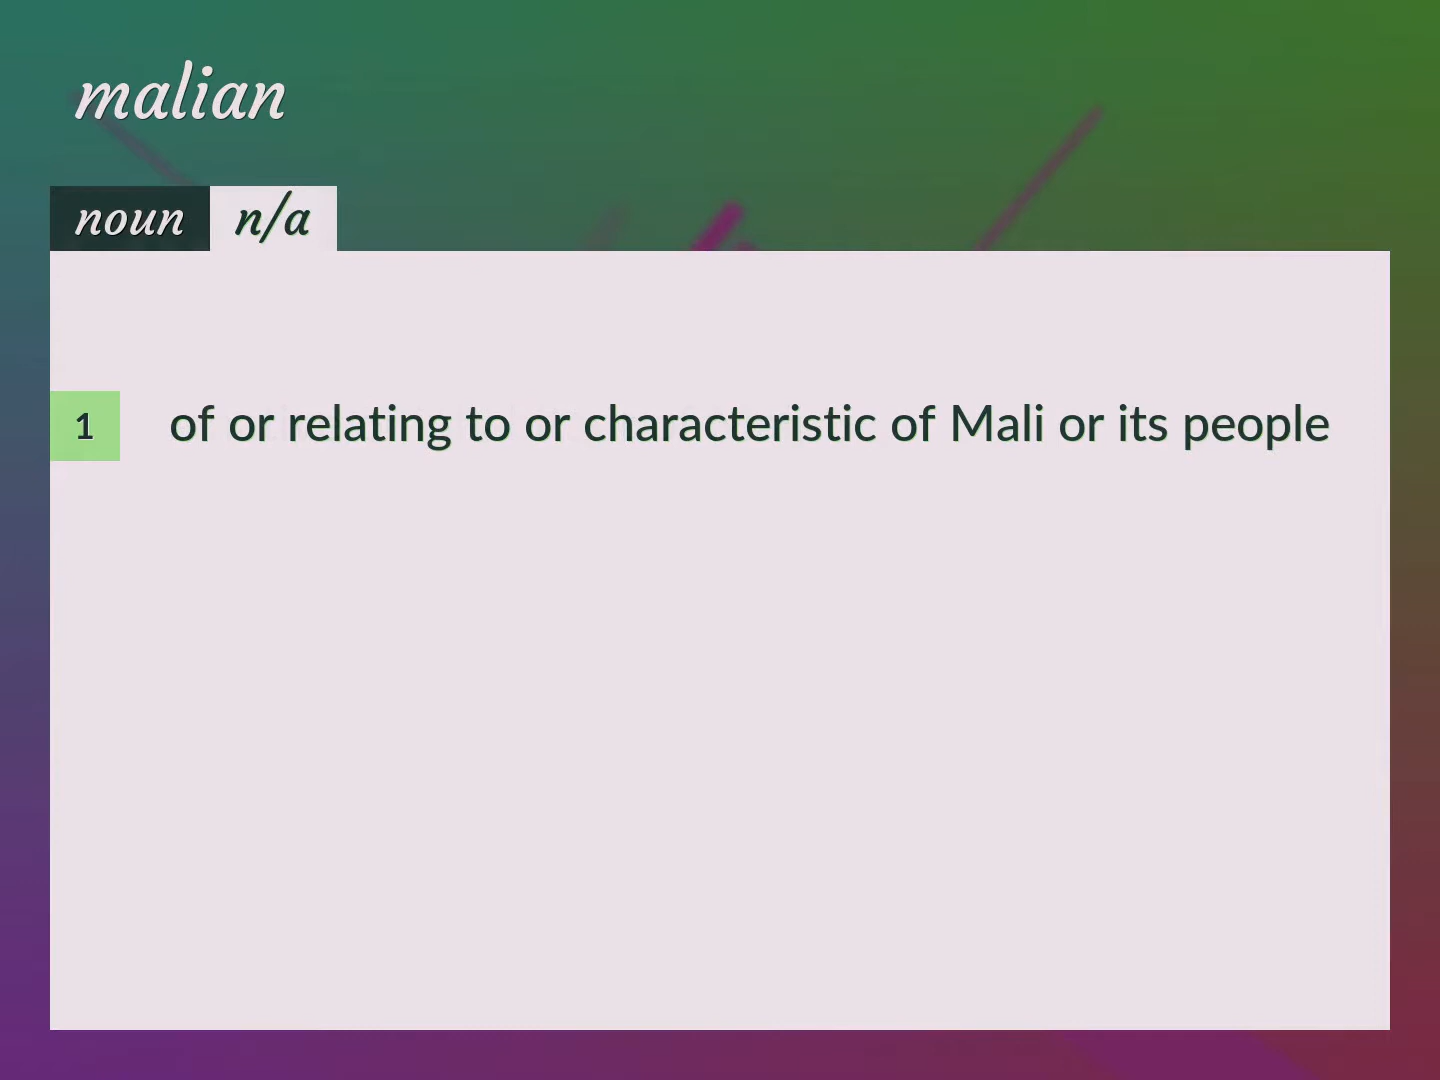 malian
noun n/a
1 of or relating to or characteristic of Mali or its people